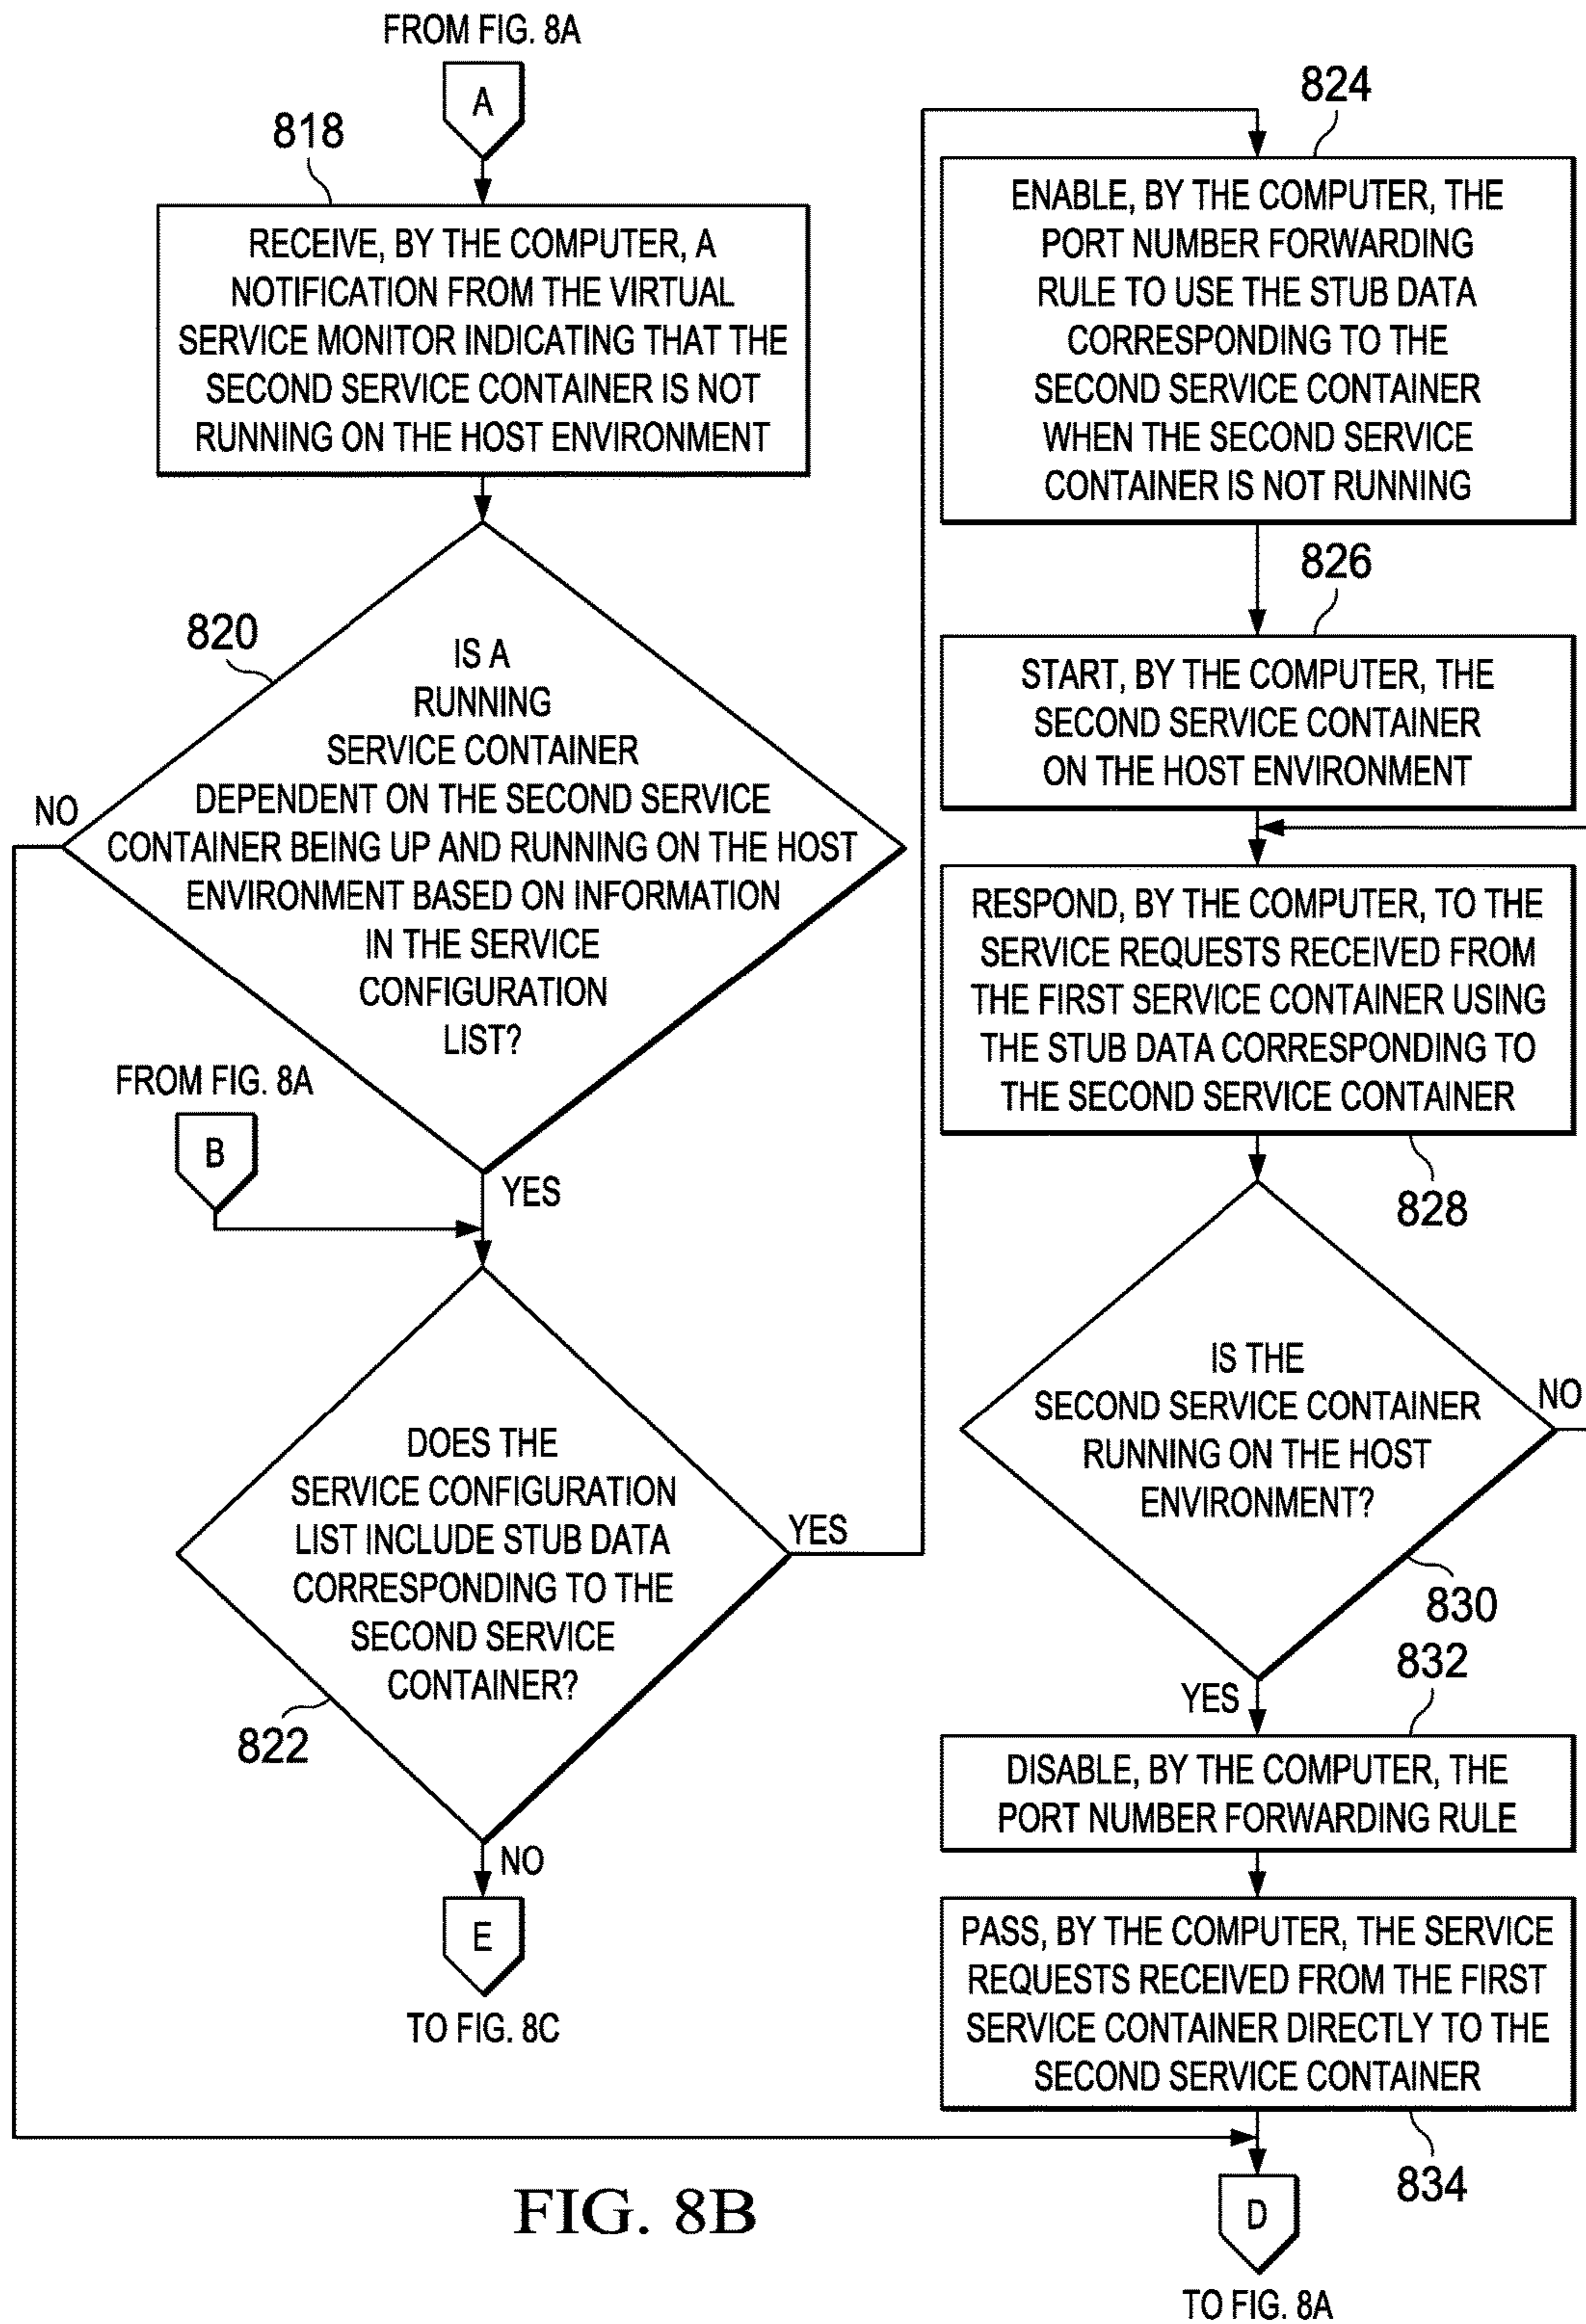 FROM FIG. 8A
A
818
RECEIVE, BY THE COMPUTER, A
NOTIFICATION FROM THE VIRTUAL
SERVICE MONITOR INDICATING THAT THE
SECOND SERVICE CONTAINER IS NOT
RUNNING ON THE HOST ENVIRONMENT
820
IS A
RUNNING
SERVICE CONTAINER
DEPENDENT ON THE SECOND SERVICE
CONTAINER BEING UP AND RUNNING ON THE HOST
ENVIRONMENT BASED ON INFORMATION
IN THE SERVICE
CONFIGURATION
LIST?
NO
YES
FROM FIG. 8A
B
DOES THE
SERVICE CONFIGURATION
LIST INCLUDE STUB DATA
CORRESPONDING TO THE
SECOND SERVICE
CONTAINER?
822
YES
NO
E
TO FIG. 8C
824
ENABLE, BY THE COMPUTER, THE
PORT NUMBER FORWARDING
RULE TO USE THE STUB DATA
CORRESPONDING TO THE
SECOND SERVICE CONTAINER
WHEN THE SECOND SERVICE
CONTAINER IS NOT RUNNING
826
START, BY THE COMPUTER, THE
SECOND SERVICE CONTAINER
ON THE HOST ENVIRONMENT
RESPOND, BY THE COMPUTER, TO THE
SERVICE REQUESTS RECEIVED FROM
THE FIRST SERVICE CONTAINER USING
THE STUB DATA CORRESPONDING TO
THE SECOND SERVICE CONTAINER
828
IS THE
SECOND SERVICE CONTAINER
RUNNING ON THE HOST
ENVIRONMENT?
NO
830
YES
832
DISABLE, BY THE COMPUTER, THE
PORT NUMBER FORWARDING RULE
PASS, BY THE COMPUTER, THE SERVICE
REQUESTS RECEIVED FROM THE FIRST
SERVICE CONTAINER DIRECTLY TO THE
SECOND SERVICE CONTAINER
834
D
TO FIG. 8A
FIG. 8B